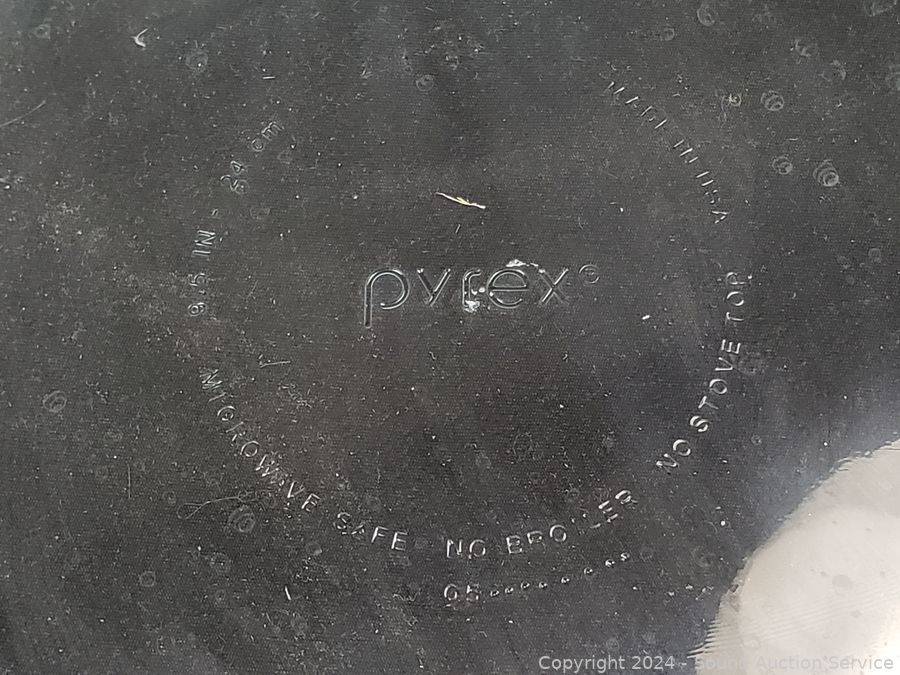 pyrex®
9.5 IN - 24 cm
MADE IN USA
MICROWAVE SAFE NO BROILER NO STOVE TOP
05
Copyright 2024 - Sound Auction Service